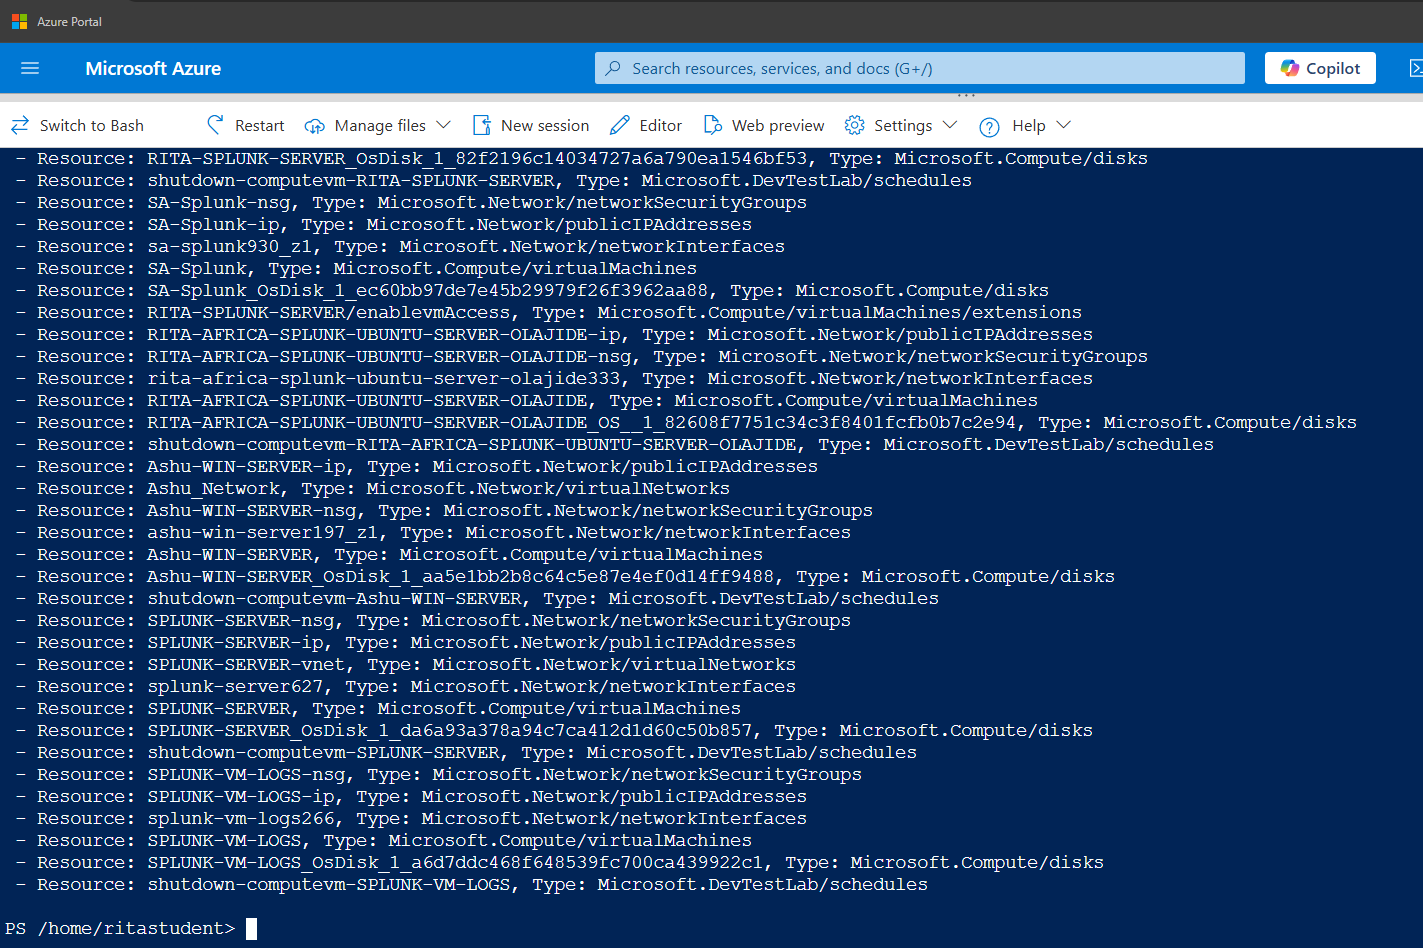 Azure Portal
Microsoft Azure
Search resources, services, and docs (G+/)
Copilot
Switch to Bash
Restart
Manage files
New session
Editor
Web preview
Settings
Help
- Resource: RITA-SPLUNK-SERVER_OsDisk_1_82f2196c14034727a6a790ea1546bf53, Type: Microsoft.Compute/disks
- Resource: shutdown-computevm-RITA-SPLUNK-SERVER, Type: Microsoft.DevTestLab/schedules
- Resource: SA-Splunk-nsg, Type: Microsoft.Network/networkSecurityGroups
- Resource: SA-Splunk-ip, Type: Microsoft.Network/publicIPAddresses
- Resource: sa-splunk930_z1, Type: Microsoft.Network/networkInterfaces
- Resource: SA-Splunk, Type: Microsoft.Compute/virtualMachines
- Resource: SA-Splunk_OsDisk_1_ec60bb97de7e45b29979f26f3962aa88, Type: Microsoft.Compute/disks
- Resource: RITA-SPLUNK-SERVER/enablevmAccess, Type: Microsoft.Compute/virtualMachines/extensions
- Resource: RITA-AFRICA-SPLUNK-UBUNTU-SERVER-OLAJIDE-ip, Type: Microsoft.Network/publicIPAddresses
- Resource: RITA-AFRICA-SPLUNK-UBUNTU-SERVER-OLAJIDE-nsg, Type: Microsoft.Network/networkSecurityGroups
- Resource: rita-africa-splunk-ubuntu-server-olajide333, Type: Microsoft.Network/networkInterfaces
- Resource: RITA-AFRICA-SPLUNK-UBUNTU-SERVER-OLAJIDE, Type: Microsoft.Compute/virtualMachines
- Resource: RITA-AFRICA-SPLUNK-UBUNTU-SERVER-OLAJIDE_OS__1_82608f7751c34c3f8401fcfb0b7c2e94, Type: Microsoft.Compute/disks
- Resource: shutdown-computevm-RITA-AFRICA-SPLUNK-UBUNTU-SERVER-OLAJIDE, Type: Microsoft.DevTestLab/schedules
- Resource: Ashu-WIN-SERVER-ip, Type: Microsoft.Network/publicIPAddresses
- Resource: Ashu_Network, Type: Microsoft.Network/virtualNetworks
- Resource: Ashu-WIN-SERVER-nsg, Type: Microsoft.Network/networkSecurityGroups
- Resource: ashu-win-server197_z1, Type: Microsoft.Network/networkInterfaces
- Resource: Ashu-WIN-SERVER, Type: Microsoft.Compute/virtualMachines
- Resource: Ashu-WIN-SERVER_OsDisk_1_aa5e1bb2b8c64c5e87e4ef0d14ff9488, Type: Microsoft.Compute/disks
- Resource: shutdown-computevm-Ashu-WIN-SERVER, Type: Microsoft.DevTestLab/schedules
- Resource: SPLUNK-SERVER-nsg, Type: Microsoft.Network/networkSecurityGroups
- Resource: SPLUNK-SERVER-ip, Type: Microsoft.Network/publicIPAddresses
- Resource: SPLUNK-SERVER-vnet, Type: Microsoft.Network/virtualNetworks
- Resource: splunk-server627, Type: Microsoft.Network/networkInterfaces
- Resource: SPLUNK-SERVER, Type: Microsoft.Compute/virtualMachines
- Resource: SPLUNK-SERVER_OsDisk_1_da6a93a378a94c7ca412d1d60c50b857, Type: Microsoft.Compute/disks
- Resource: shutdown-computevm-SPLUNK-SERVER, Type: Microsoft.DevTestLab/schedules
- Resource: SPLUNK-VM-LOGS-nsg, Type: Microsoft.Network/networkSecurityGroups
- Resource: SPLUNK-VM-LOGS-ip, Type: Microsoft.Network/publicIPAddresses
- Resource: splunk-vm-logs266, Type: Microsoft.Network/networkInterfaces
- Resource: SPLUNK-VM-LOGS, Type: Microsoft.Compute/virtualMachines
- Resource: SPLUNK-VM-LOGS_OsDisk_1_a6d7ddc468f648539fc700ca439922c1, Type: Microsoft.Compute/disks
- Resource: shutdown-computevm-SPLUNK-VM-LOGS, Type: Microsoft.DevTestLab/schedules
PS /home/ritastudent>